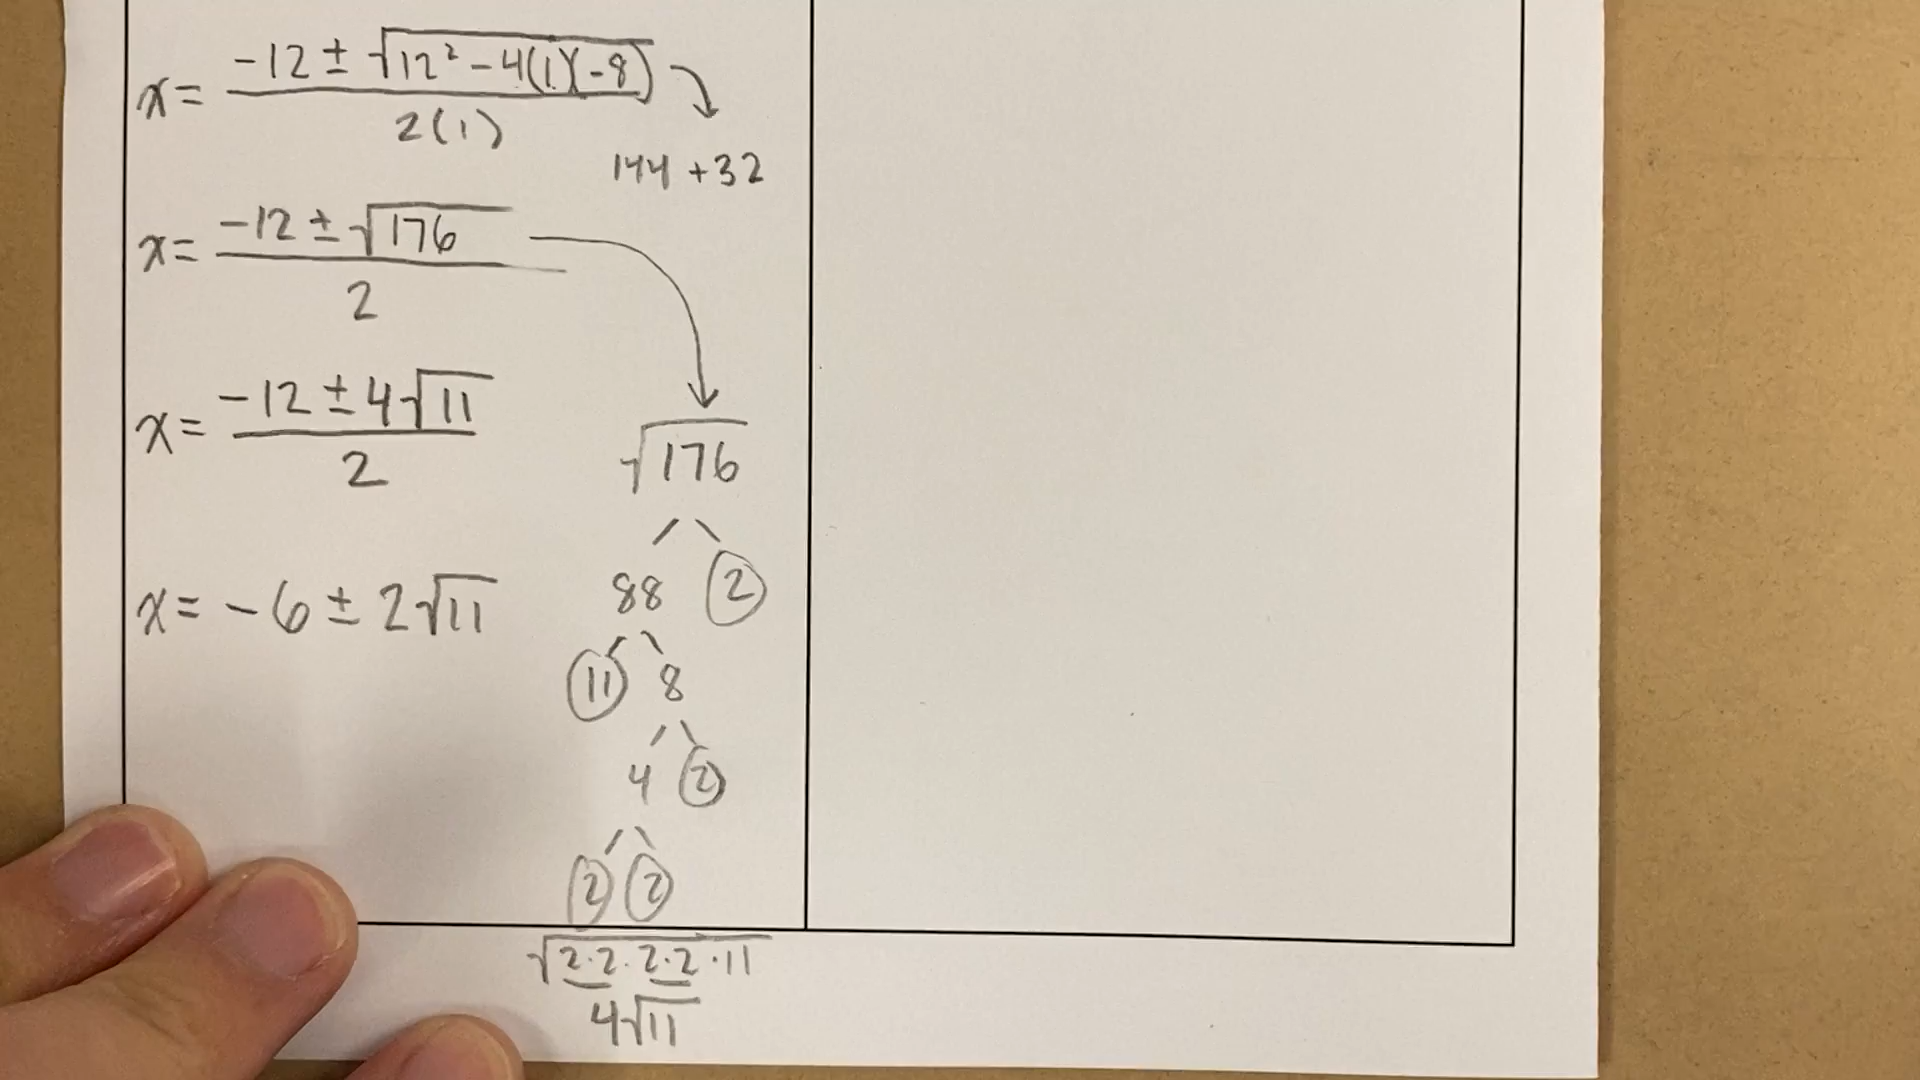 x = -12 ± √12² - 4(1)(-8)
2(1)
144 + 32
x = -12 ± √176
2
x = -12 ± 4√11
2
x = -6 ± 2√11
√176
88 2
11 8
4 2
2 2
√2·2·2·2·11
4√11